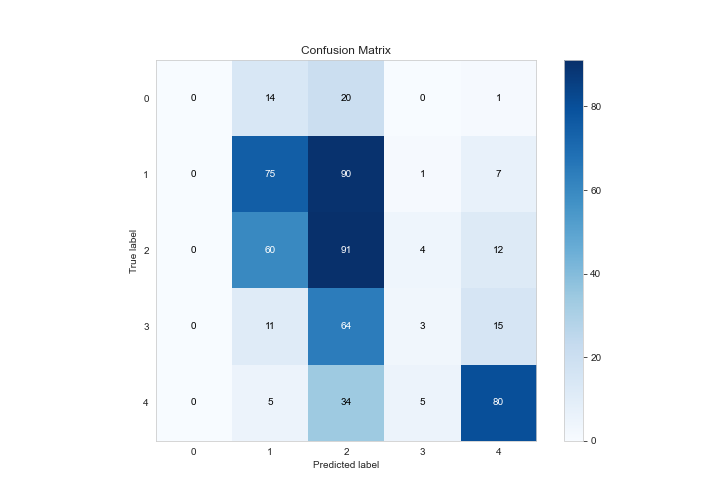 Confusion Matrix
0 0 14 20 0 1
1 0 75 90 1 7
2 0 60 91 4 12
3 0 11 64 3 15
4 0 5 34 5 80
0 1 2 3 4
True label
Predicted label
80
60
40
20
0